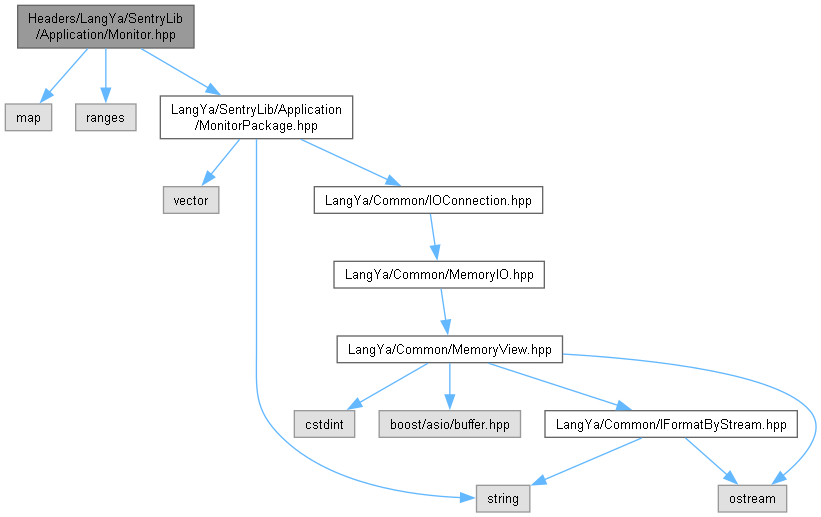 Headers/LangYa/SentryLib
/Application/Monitor.hpp
map
ranges
LangYa/SentryLib/Application
/MonitorPackage.hpp
vector
LangYa/Common/IOConnection.hpp
LangYa/Common/MemoryIO.hpp
LangYa/Common/MemoryView.hpp
cstdint
boost/asio/buffer.hpp
LangYa/Common/IFormatByStream.hpp
string
ostream